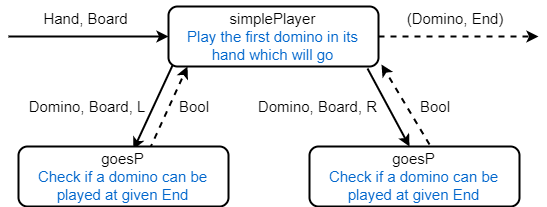 Hand, Board
simplePlayer
(Domino, End)
Play the first domino in its
hand which will go
Domino, Board, L
Bool
Domino, Board, R
Bool
goesP
Check if a domino can be
played at given End
goesP
Check if a domino can be
played at given End